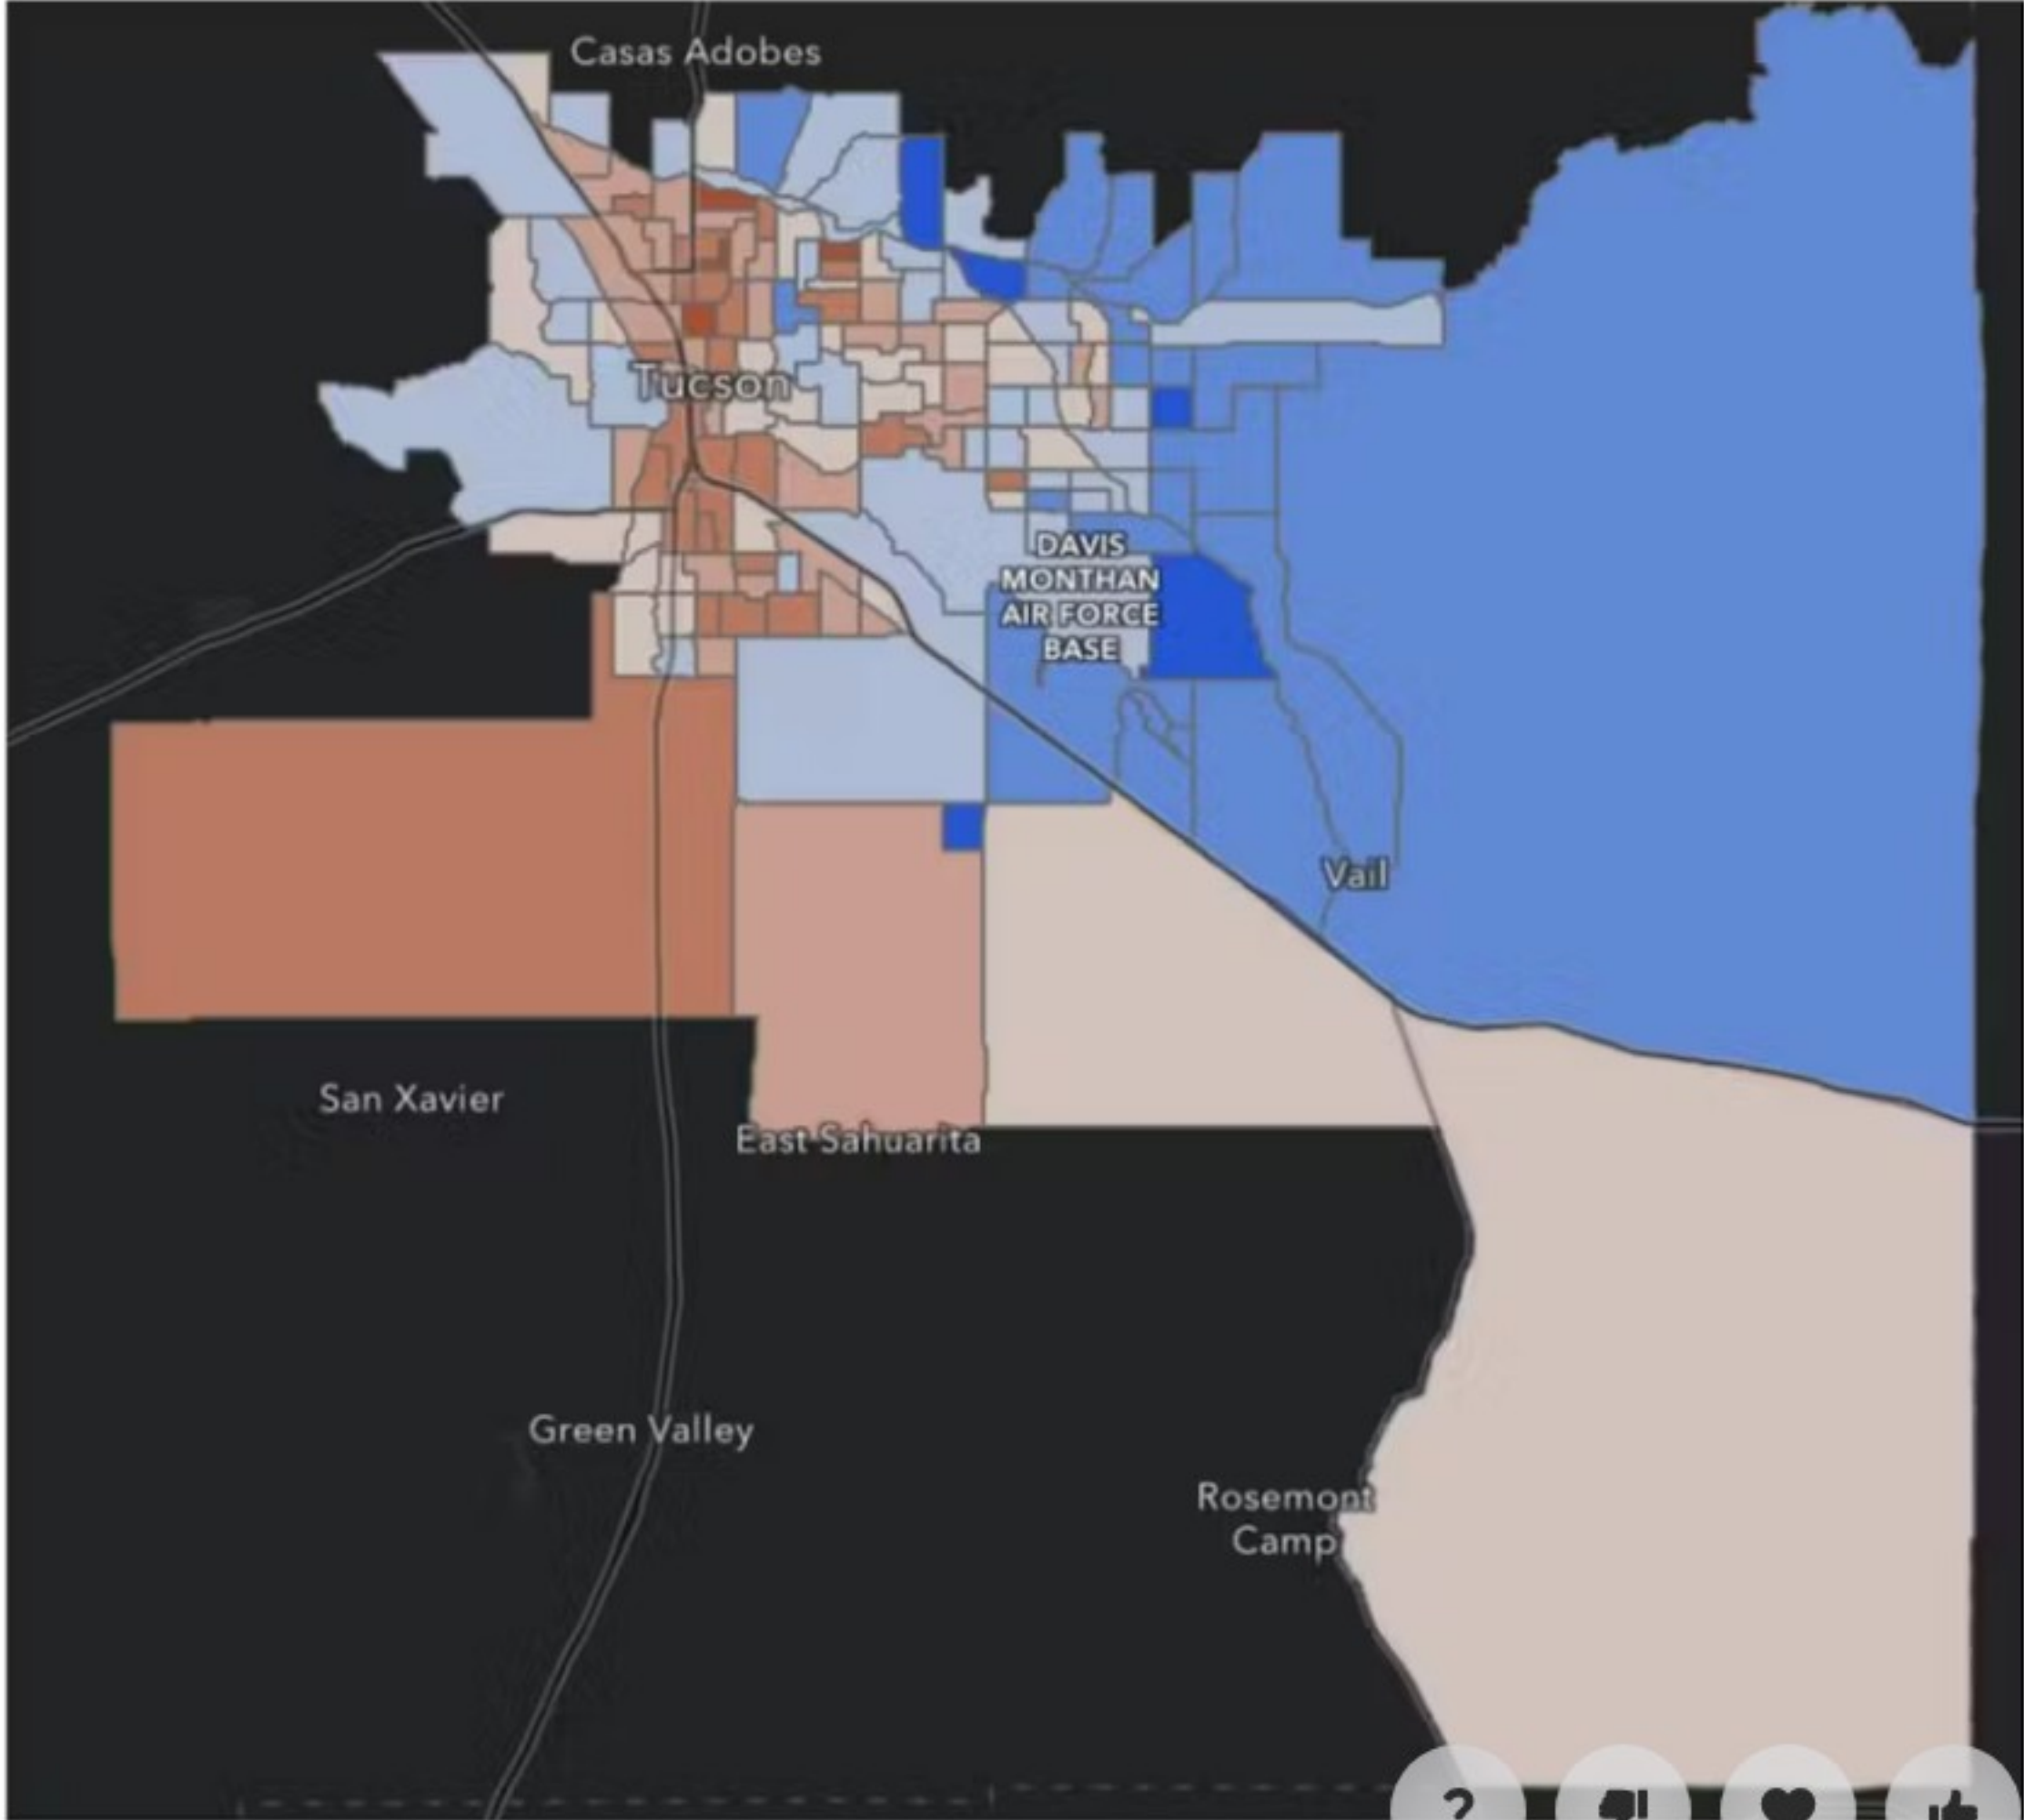 Casas Adobes
Tucson
DAVIS
MONTHAN
AIR FORCE
BASE
Vail
San Xavier
East Sahuarita
Green Valley
Rosemont
Camp
?